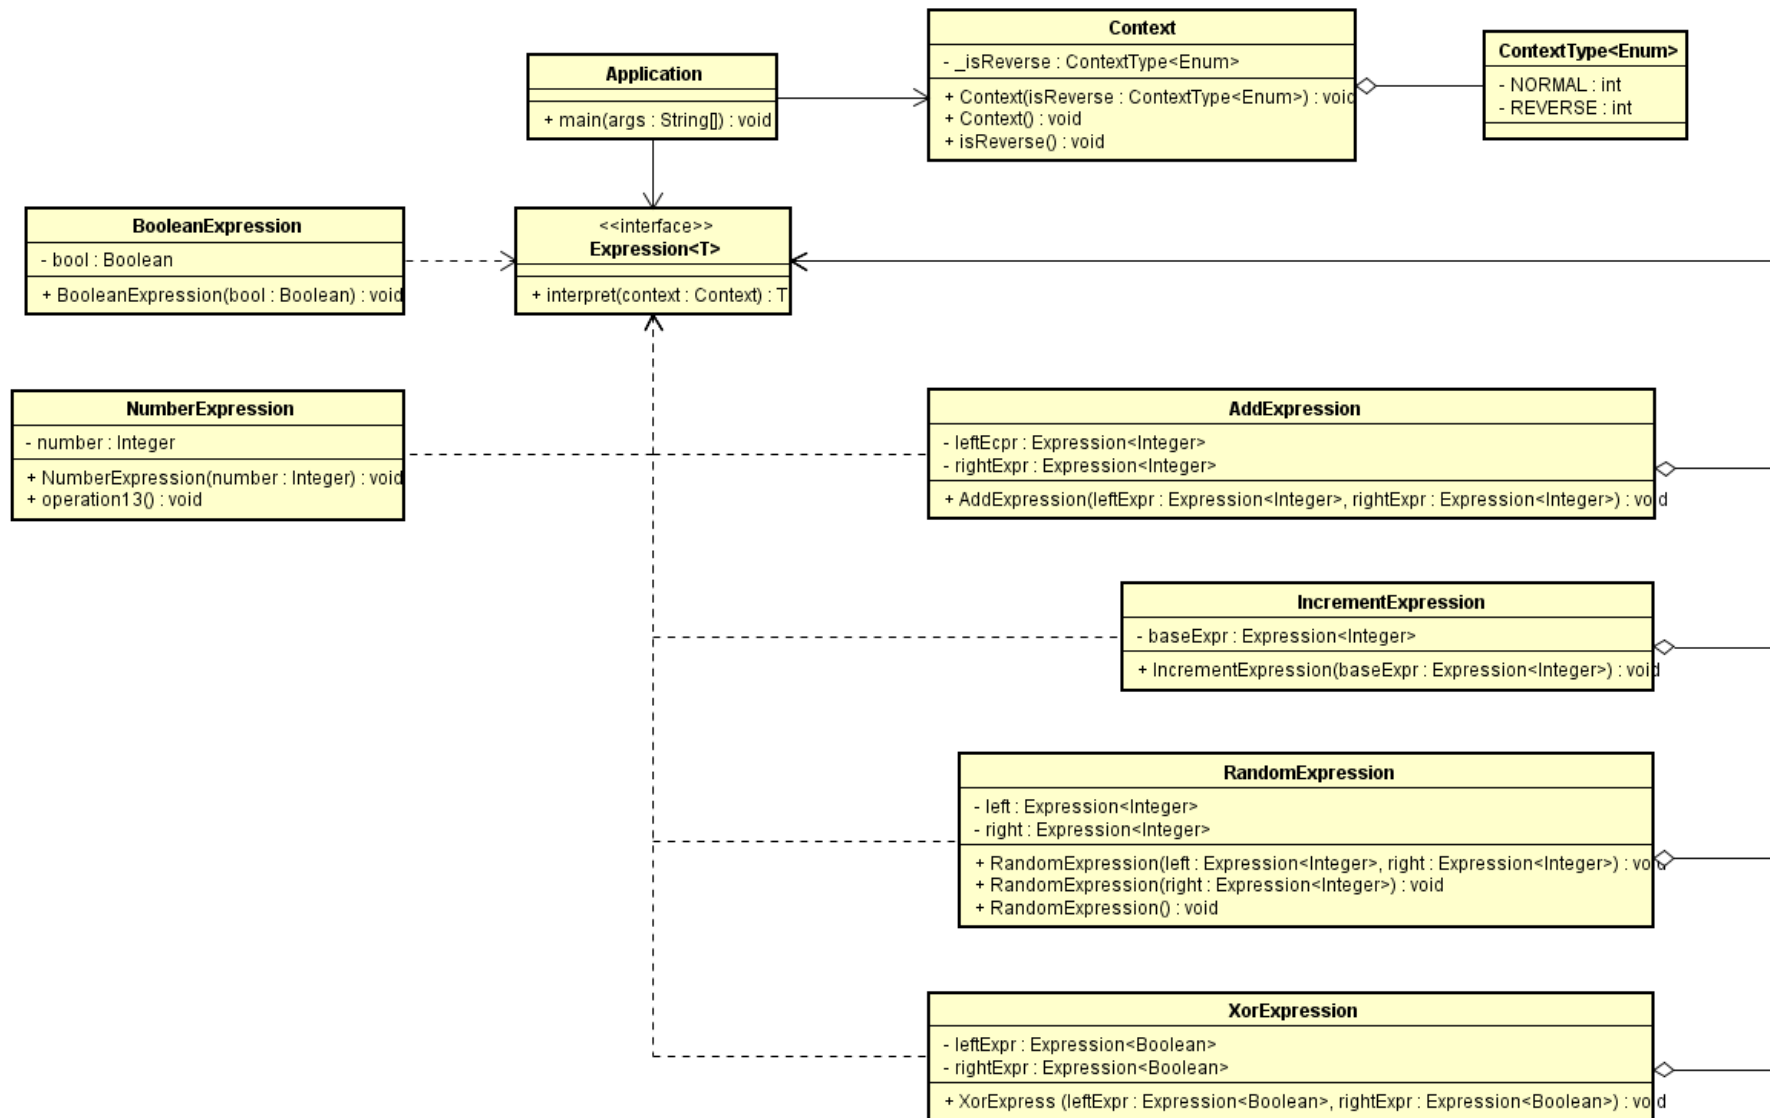 Context
- _isReverse : ContextType<Enum>
+ Context(isReverse : ContextType<Enum>) : void
+ Context() : void
+ isReverse() : void
ContextType<Enum>
- NORMAL : int
- REVERSE : int
Application
+ main(args : String[]) : void
BooleanExpression
- bool : Boolean
+ BooleanExpression(bool : Boolean) : void
<<interface>>
Expression<T>
+ interpret(context : Context) : T
NumberExpression
- number : Integer
+ NumberExpression(number : Integer) : void
+ operation13() : void
AddExpression
- leftEcpr : Expression<Integer>
- rightExpr : Expression<Integer>
+ AddExpression(leftExpr : Expression<Integer>, rightExpr : Expression<Integer>) : void
IncrementExpression
- baseExpr : Expression<Integer>
+ IncrementExpression(baseExpr : Expression<Integer>) : void
RandomExpression
- left : Expression<Integer>
- right : Expression<Integer>
+ RandomExpression(left : Expression<Integer>, right : Expression<Integer>) : void
+ RandomExpression(right : Expression<Integer>) : void
+ RandomExpression() : void
XorExpression
- leftExpr : Expression<Boolean>
- rightExpr : Expression<Boolean>
+ XorExpress (leftExpr : Expression<Boolean>, rightExpr : Expression<Boolean>) : void